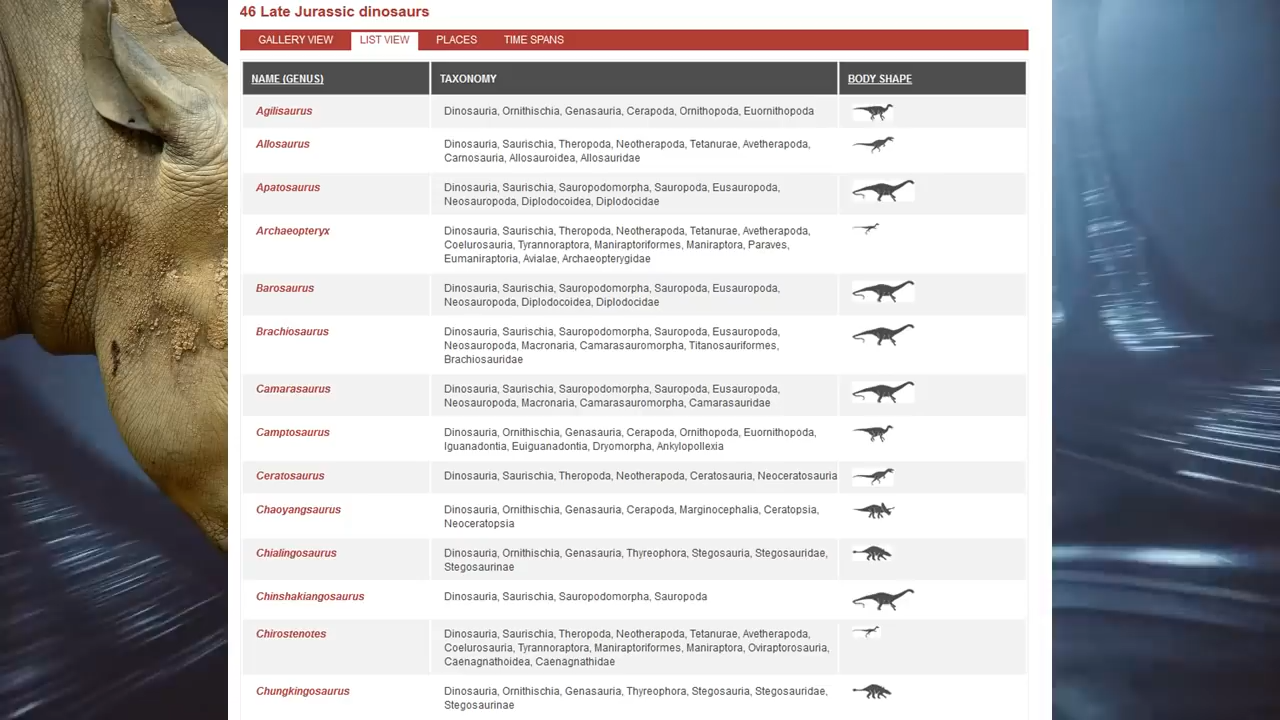 46 Late Jurassic dinosaurs
GALLERY VIEW LIST VIEW PLACES TIME SPANS
NAME (GENUS) TAXONOMY BODY SHAPE
Agilisaurus Dinosauria, Ornithischia, Genasauria, Cerapoda, Ornithopoda, Euornithopoda
Allosaurus Dinosauria, Saurischia, Theropoda, Neotherapoda, Tetanurae, Avetherapoda,
Carnosauria, Allosauroidea, Allosauridae
Apatosaurus Dinosauria, Saurischia, Sauropodomorpha, Sauropoda, Eusauropoda,
Neosauropoda, Diplodocoidea, Diplodocidae
Archaeopteryx Dinosauria, Saurischia, Theropoda, Neotherapoda, Tetanurae, Avetherapoda,
Coelurosauria, Tyrannoraptora, Maniraptoriformes, Maniraptora, Paraves,
Eumaniraptoria, Avialae, Archaeopterygidae
Barosaurus Dinosauria, Saurischia, Sauropodomorpha, Sauropoda, Eusauropoda,
Neosauropoda, Diplodocoidea, Diplodocidae
Brachiosaurus Dinosauria, Saurischia, Sauropodomorpha, Sauropoda, Eusauropoda,
Neosauropoda, Macronaria, Camarasauromorpha, Titanosauriformes,
Brachiosauridae
Camarasaurus Dinosauria, Saurischia, Sauropodomorpha, Sauropoda, Eusauropoda,
Neosauropoda, Macronaria, Camarasauromorpha, Camarasauridae
Camptosaurus Dinosauria, Ornithischia, Genasauria, Cerapoda, Ornithopoda, Euornithopoda,
Iguanadontia, Euiguanadontia, Dryomorpha, Ankylopollexia
Ceratosaurus Dinosauria, Saurischia, Theropoda, Neotherapoda, Ceratosauria, Neoceratosauria
Chaoyangsaurus Dinosauria, Ornithischia, Genasauria, Cerapoda, Marginocephalia, Ceratopsia,
Neoceratopsia
Chialingosaurus Dinosauria, Ornithischia, Genasauria, Thyreophora, Stegosauria, Stegosauridae,
Stegosaurinae
Chinshakiangosaurus Dinosauria, Saurischia, Sauropodomorpha, Sauropoda
Chirostenotes Dinosauria, Saurischia, Theropoda, Neotherapoda, Tetanurae, Avetherapoda,
Coelurosauria, Tyrannoraptora, Maniraptoriformes, Maniraptora, Oviraptorosauria,
Caenagnathoidea, Caenagnathidae
Chungkingosaurus Dinosauria, Ornithischia, Genasauria, Thyreophora, Stegosauria, Stegosauridae,
Stegosaurinae